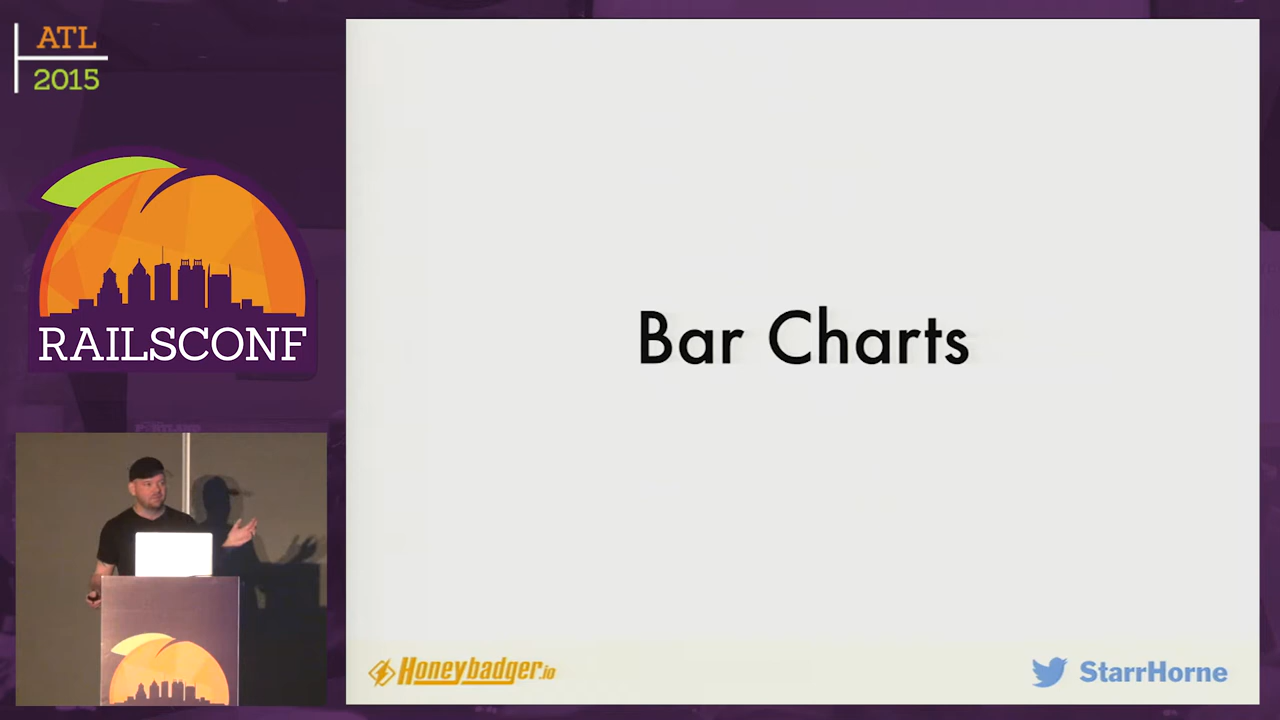 ATL
2015
RAILSCONF
Bar Charts
Honeybadger.io
StarrHorne